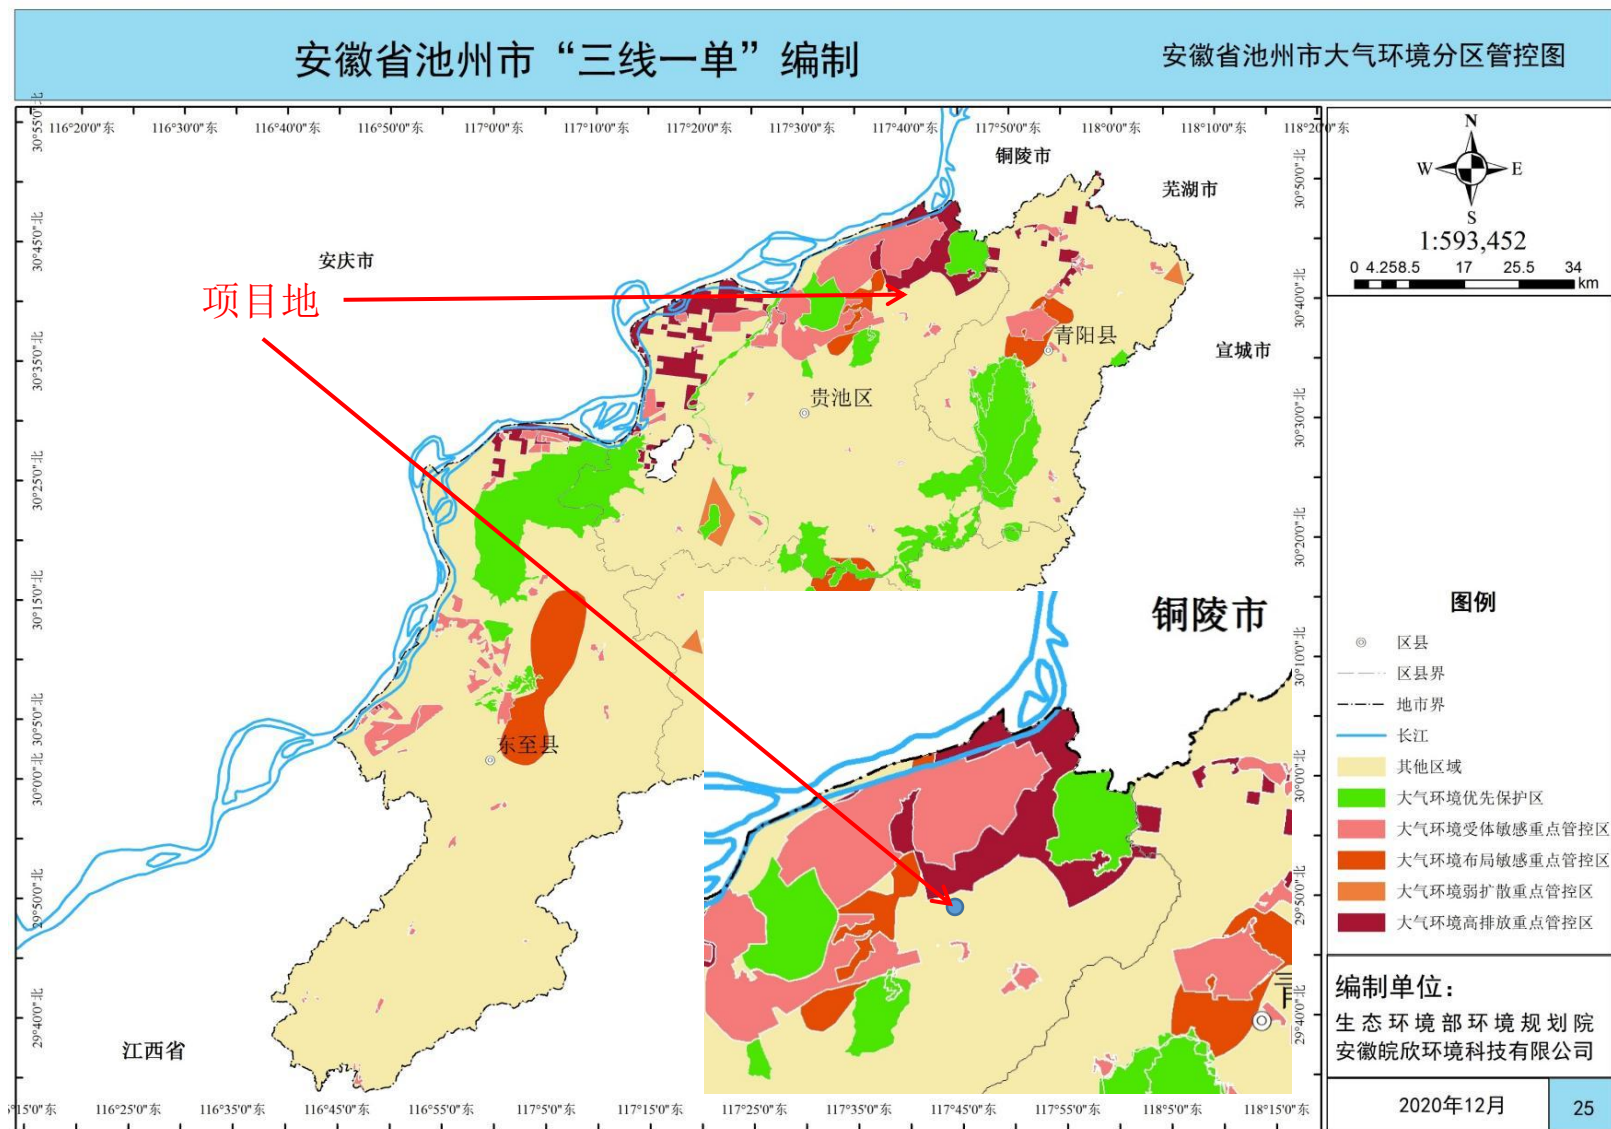 安徽省池州市“三线一单”编制
安徽省池州市大气环境分区管控图
116°20'0"东 116°30'0"东 116°40'0"东 116°50'0"东 117°0'0"东 117°10'0"东 117°20'0"东 117°30'0"东 117°40'0"东 117°50'0"东 118°0'0"东 118°10'0"东 118°20'0"东
30°55'0"北
30°45'0"北
30°35'0"北
30°25'0"北
30°15'0"北
30°5'0"北
30°0'0"北
29°50'0"北
29°40'0"北
铜陵市
芜湖市
安庆市
项目地
青阳县
宣城市
贵池区
东至县
江西省
铜陵市
青
30°50'0"北
30°40'0"北
30°30'0"北
30°20'0"北
30°10'0"北
30°0'0"北
29°50'0"北
29°40'0"北
116°25'0"东 116°35'0"东 116°45'0"东 116°55'0"东 117°5'0"东 117°15'0"东 117°25'0"东 117°35'0"东 117°45'0"东 117°55'0"东 118°5'0"东 118°15'0"东
N
W E
S
1:593,452
0 4.258.5 17 25.5 34
km
图例
区县
区县界
地市界
长江
其他区域
大气环境优先保护区
大气环境受体敏感重点管控区
大气环境布局敏感重点管控区
大气环境弱扩散重点管控区
大气环境高排放重点管控区
编制单位：
生态环境部环境规划院
安徽皖欣环境科技有限公司
2020年12月
25